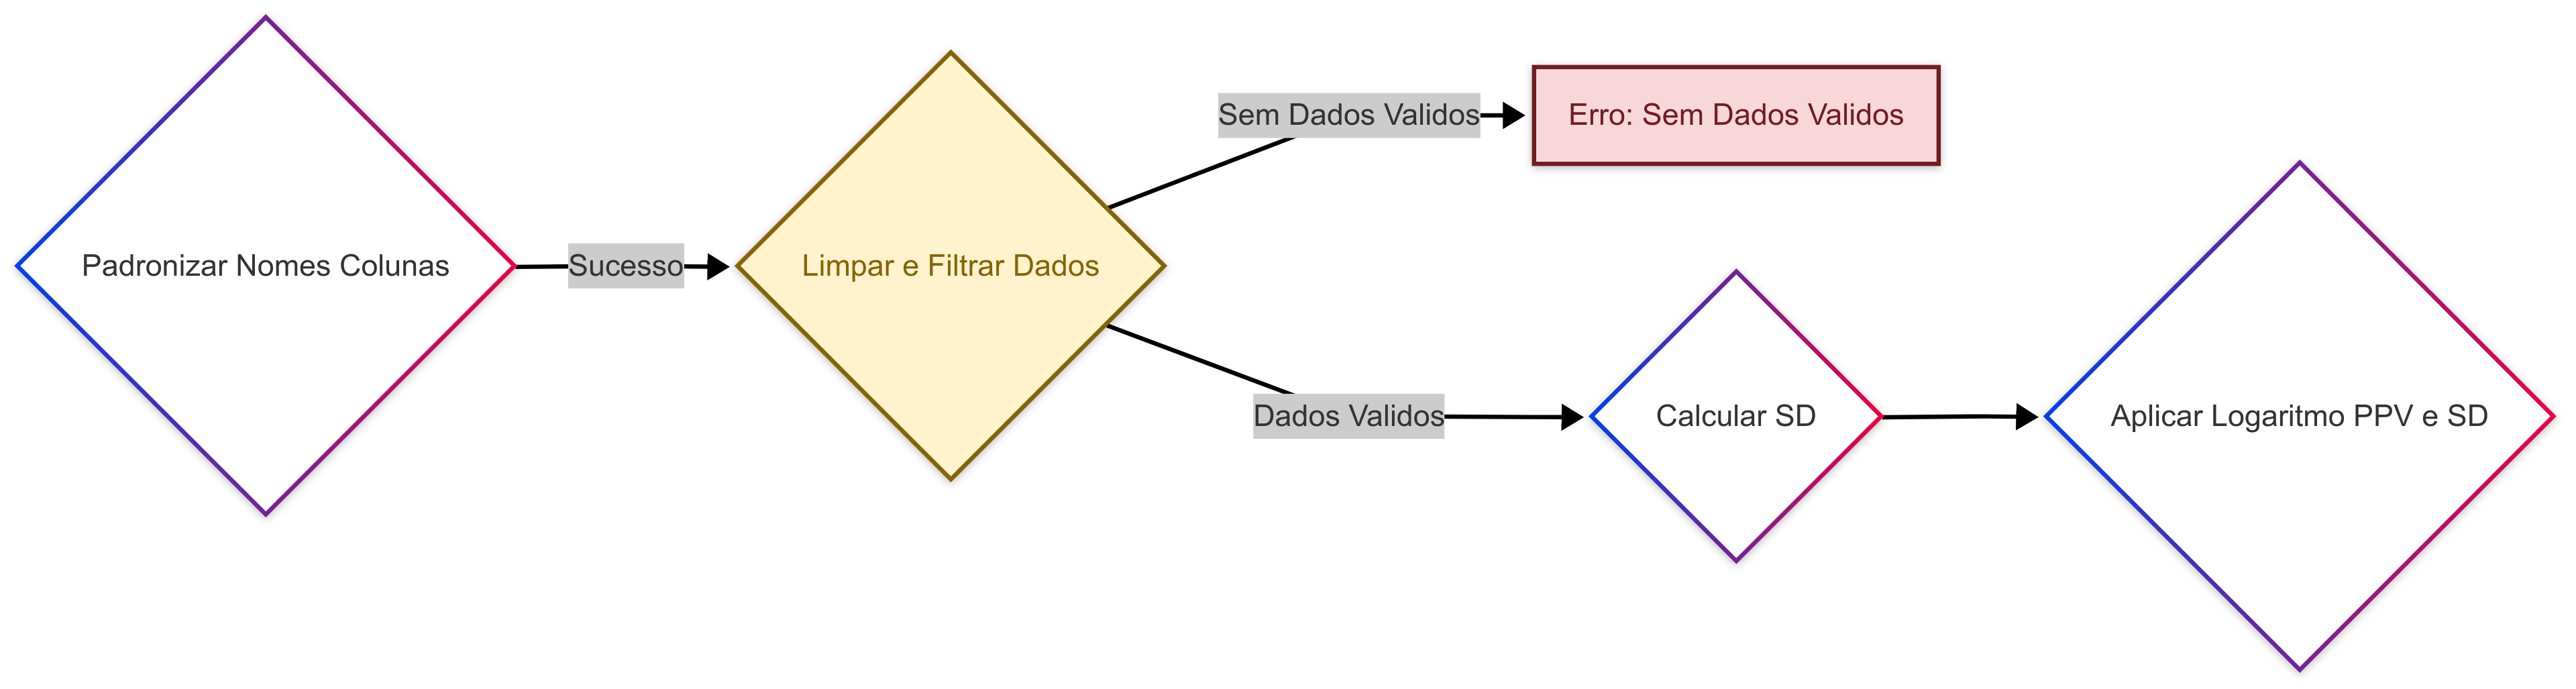 Padronizar Nomes Colunas
Sucesso
Limpar e Filtrar Dados
Sem Dados Validos
Erro: Sem Dados Validos
Dados Validos
Calcular SD
Aplicar Logaritmo PPV e SD